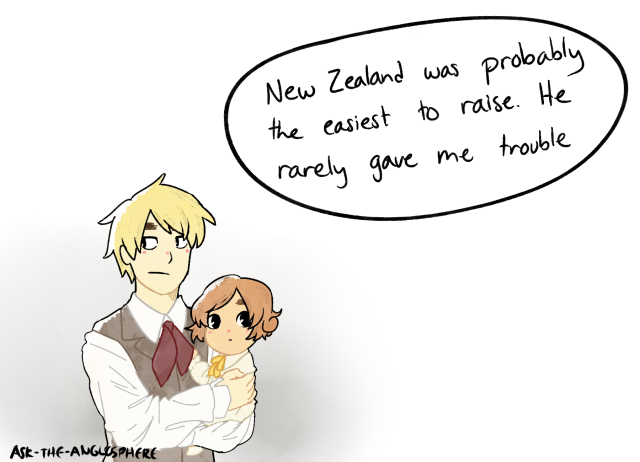 New Zealand was probably
the easiest to raise. He
rarely gave me trouble
ASK-THE-ANGLOSPHERE